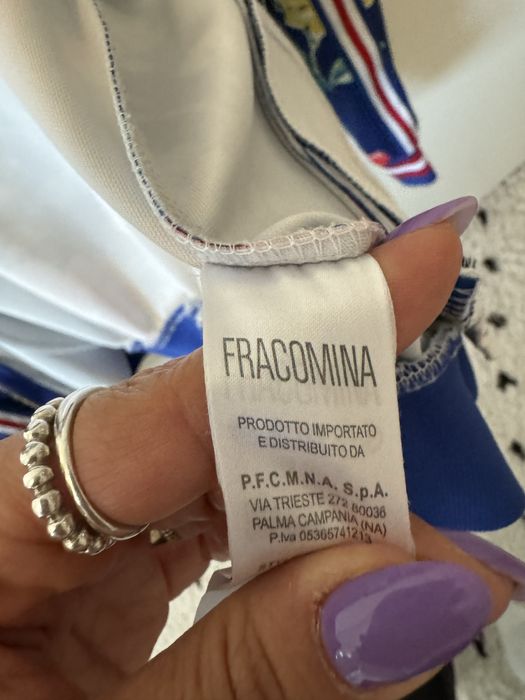 FRACOMINA
PRODOTTO IMPORTATO
E DISTRIBUITO DA
P.F.C.M.N.A. S.p.A.
VIA TRIESTE 272 80036
PALMA CAMPANIA (NA)
P.Iva 05365741213